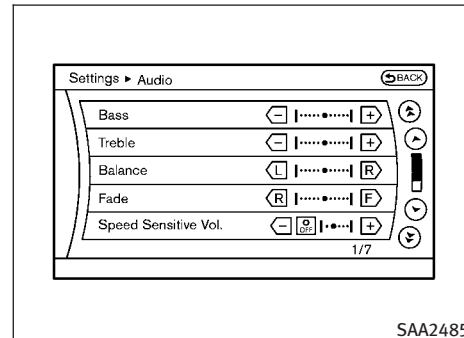 Settings ▶ Audio BACK
Bass − +
Treble − +
Balance L R
Fade R F
Speed Sensitive Vol. − OFF +
1/7
SAA2485